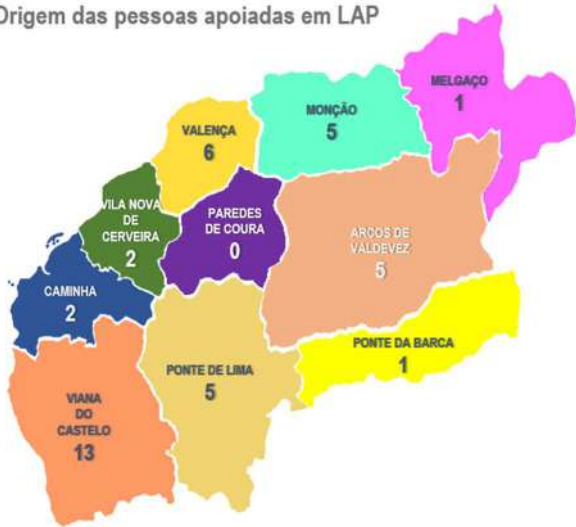 Origem das pessoas apoiadas em LAP
MELGAÇO
1
MONÇÃO
5
VALENÇA
6
VILA NOVA
DE
CERVEIRA
2
PAREDES
DE COURA
0
ARCOS DE
VALDEVEZ
5
CAMINHA
2
PONTE DA BARCA
1
PONTE DE LIMA
5
VIANA
DO
CASTELO
13